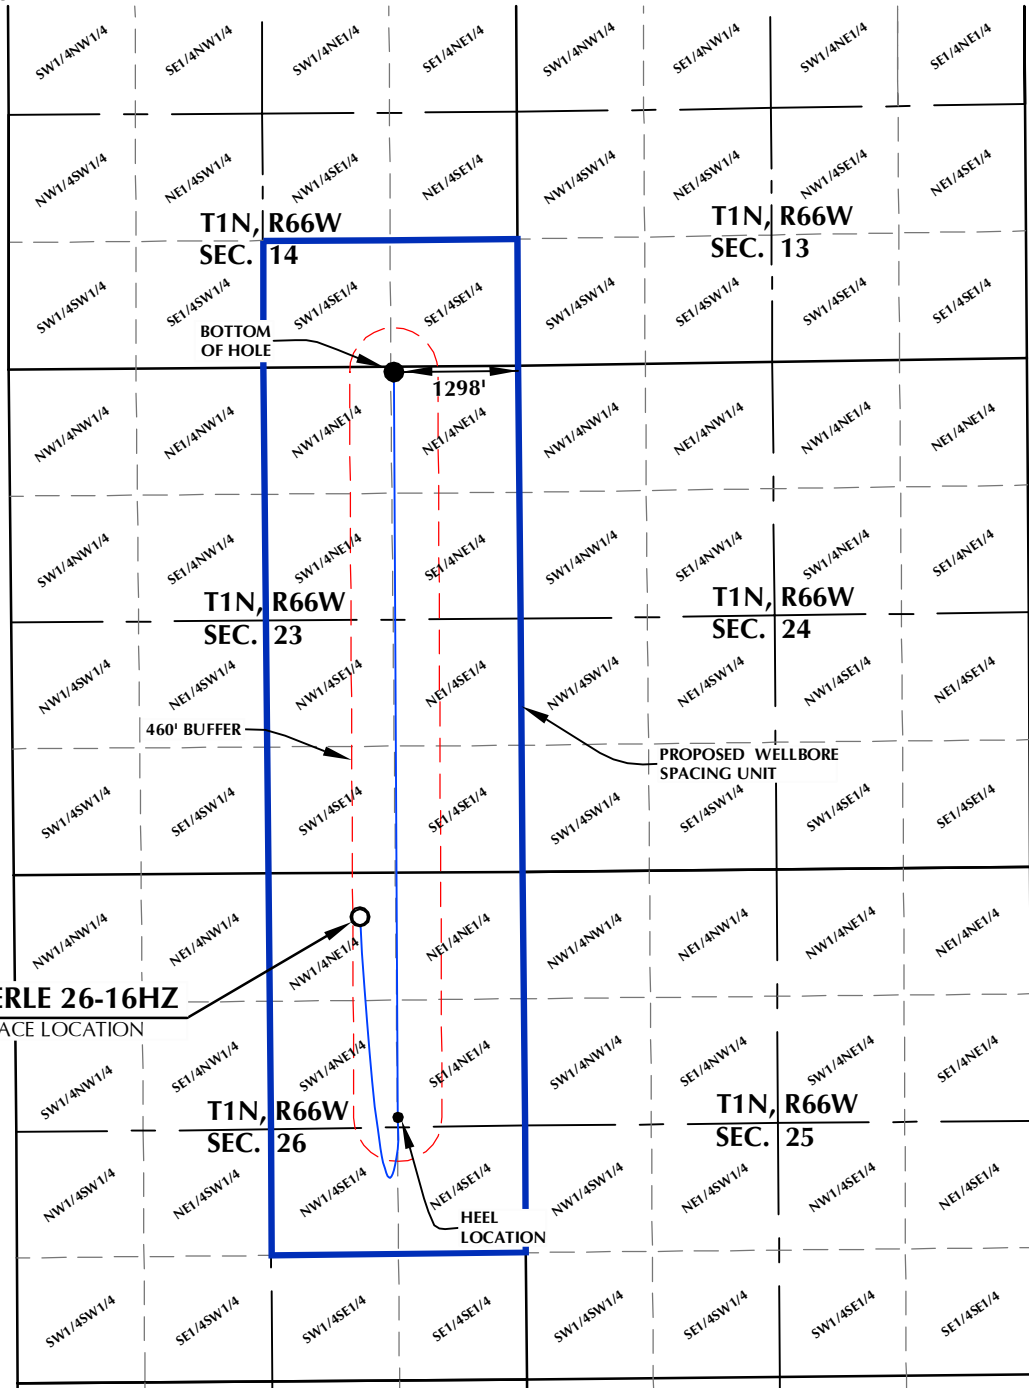 SW1/4NW1/4 SE1/4NW1/4 SW1/4NE1/4 SE1/4NE1/4 SW1/4NW1/4 SE1/4NW1/4 SW1/4NE1/4 SE1/4NE1/4
NW1/4SW1/4 NE1/4SW1/4 NW1/4SE1/4 NE1/4SE1/4 NW1/4SW1/4 NE1/4SW1/4 NW1/4SE1/4 NE1/4SE1/4
T1N, R66W
SEC. 14
T1N, R66W
SEC. 13
SW1/4SW1/4 SE1/4SW1/4 SW1/4SE1/4 SE1/4SE1/4 SW1/4SW1/4 SE1/4SW1/4 SW1/4SE1/4 SE1/4SE1/4
BOTTOM
OF HOLE
1298'
NW1/4NW1/4 NE1/4NW1/4 NW1/4NE1/4 NE1/4NE1/4 NW1/4NW1/4 NE1/4NW1/4 NW1/4NE1/4 NE1/4NE1/4
SW1/4NW1/4 SE1/4NW1/4 SW1/4NE1/4 SE1/4NE1/4 SW1/4NW1/4 SE1/4NW1/4 SW1/4NE1/4 SE1/4NE1/4
T1N, R66W
SEC. 23
T1N, R66W
SEC. 24
NW1/4SW1/4 NE1/4SW1/4 NW1/4SE1/4 NE1/4SE1/4 NW1/4SW1/4 NE1/4SW1/4 NW1/4SE1/4 NE1/4SE1/4
460' BUFFER
PROPOSED WELLBORE
SPACING UNIT
SW1/4SW1/4 SE1/4SW1/4 SW1/4SE1/4 SE1/4SE1/4 SW1/4SW1/4 SE1/4SW1/4 SW1/4SE1/4 SE1/4SE1/4
NW1/4NW1/4 NE1/4NW1/4 NW1/4NE1/4 NE1/4NE1/4 NW1/4NW1/4 NE1/4NW1/4 NW1/4NE1/4 NE1/4NE1/4
ERLE 26-16HZ
ACE LOCATION
SW1/4NW1/4 SE1/4NW1/4 SW1/4NE1/4 SE1/4NE1/4 SW1/4NW1/4 SE1/4NW1/4 SW1/4NE1/4 SE1/4NE1/4
T1N, R66W
SEC. 26
T1N, R66W
SEC. 25
NW1/4SW1/4 NE1/4SW1/4 NW1/4SE1/4 NE1/4SE1/4 NW1/4SW1/4 NE1/4SW1/4 NW1/4SE1/4 NE1/4SE1/4
HEEL
LOCATION
SW1/4SW1/4 SE1/4SW1/4 SW1/4SE1/4 SE1/4SE1/4 SW1/4SW1/4 SE1/4SW1/4 SW1/4SE1/4 SE1/4SE1/4